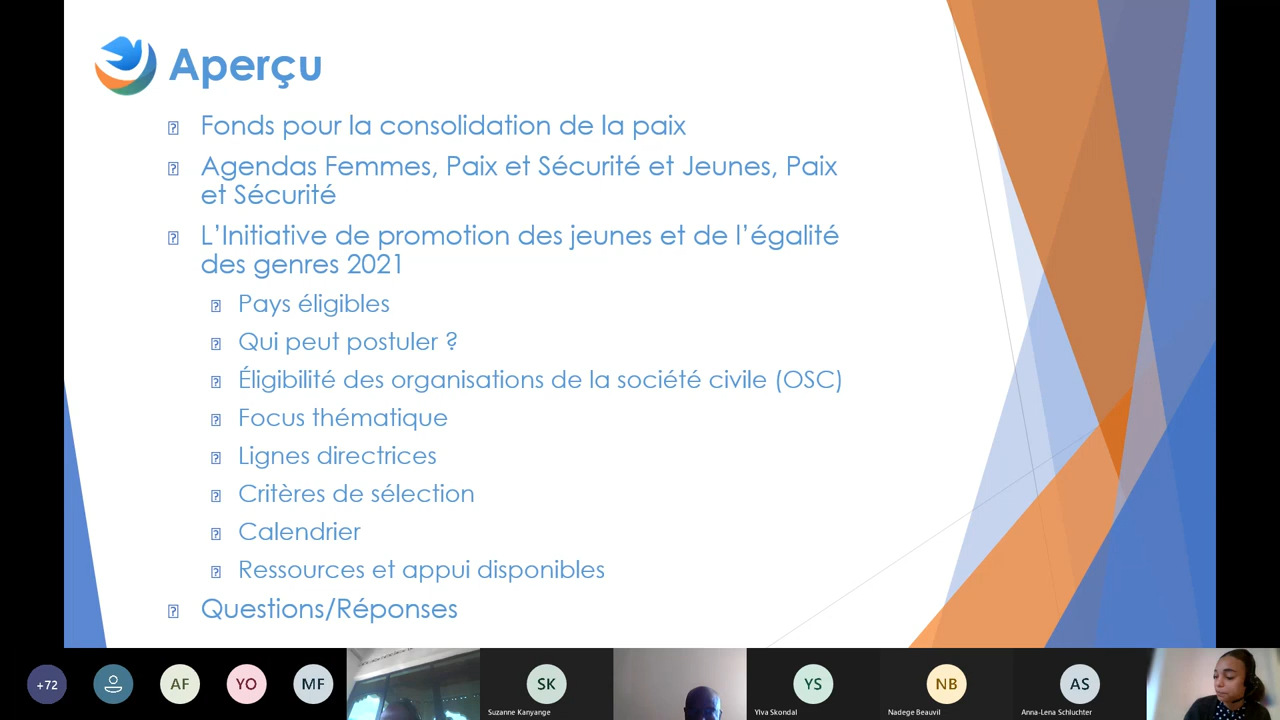 Aperçu
Fonds pour la consolidation de la paix
Agendas Femmes, Paix et Sécurité et Jeunes, Paix
et Sécurité
L’Initiative de promotion des jeunes et de l’égalité
des genres 2021
Pays éligibles
Qui peut postuler ?
Éligibilité des organisations de la société civile (OSC)
Focus thématique
Lignes directrices
Critères de sélection
Calendrier
Ressources et appui disponibles
Questions/Réponses
+72
AF
YO
MF
SK
YS
NB
AS
Suzanne Kanyange
Ylva Skondal
Nadege Beauvil
Anna-Lena Schluchter